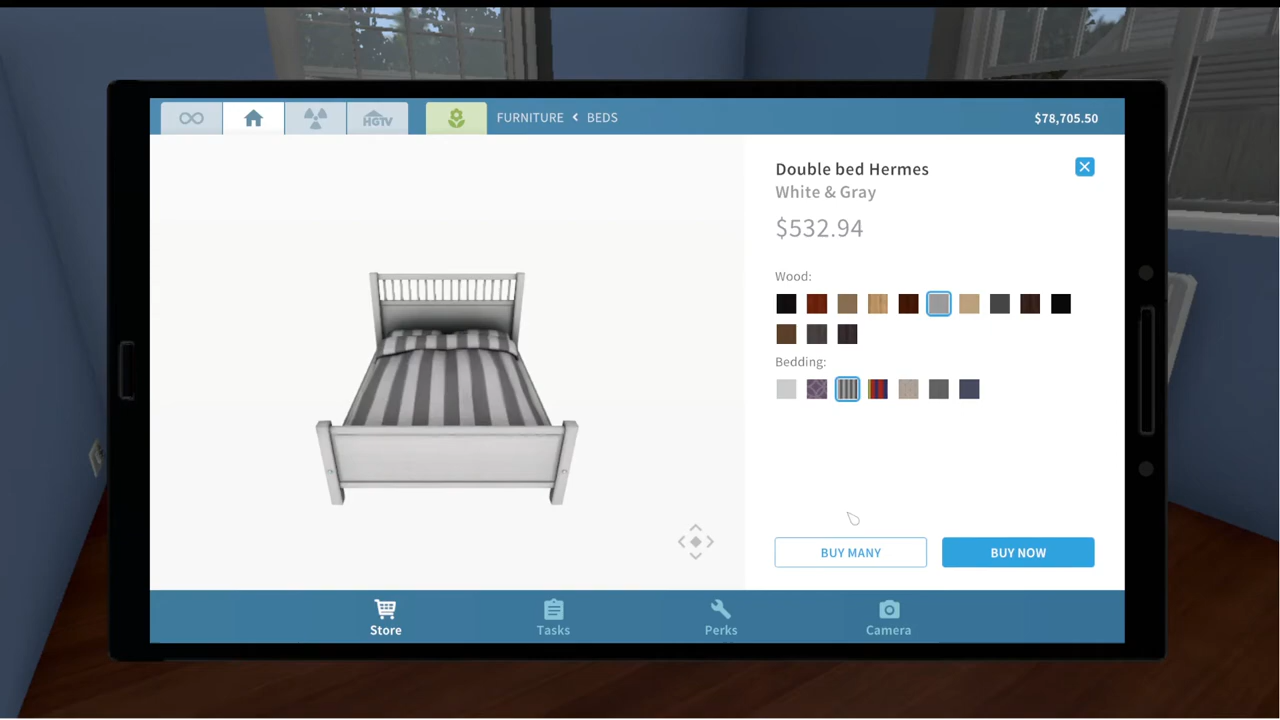 HGTV
FURNITURE < BEDS
$78,705.50
Double bed Hermes
White & Gray
$532.94
Wood:
Bedding:
BUY MANY
BUY NOW
Store
Tasks
Perks
Camera